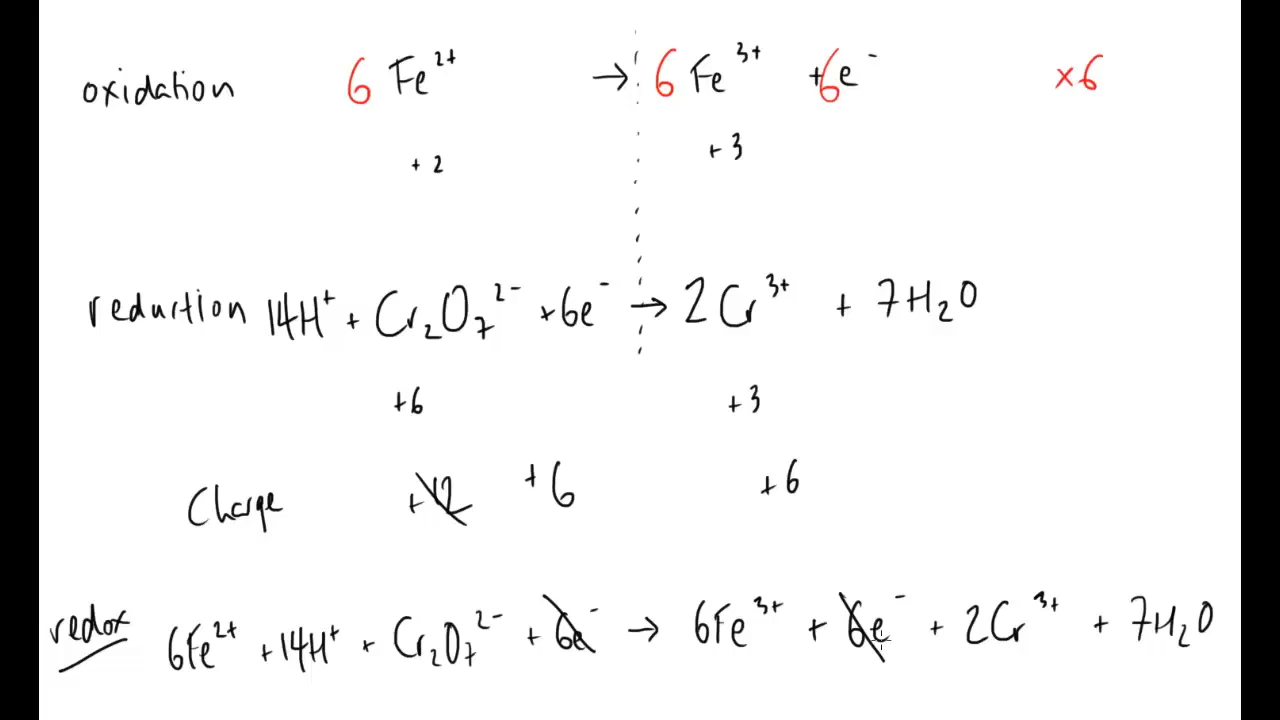 oxidation 6 Fe²⁺ → 6 Fe³⁺ + 6e⁻ ×6
+2 +3
reduction 14H⁺ + Cr₂O₇²⁻ + 6e⁻ → 2Cr³⁺ + 7H₂O
+6 +3
Charge +12 +6 +6
redox 6Fe²⁺ + 14H⁺ + Cr₂O₇²⁻ + 6e⁻ → 6Fe³⁺ + 6e⁻ + 2Cr³⁺ + 7H₂O